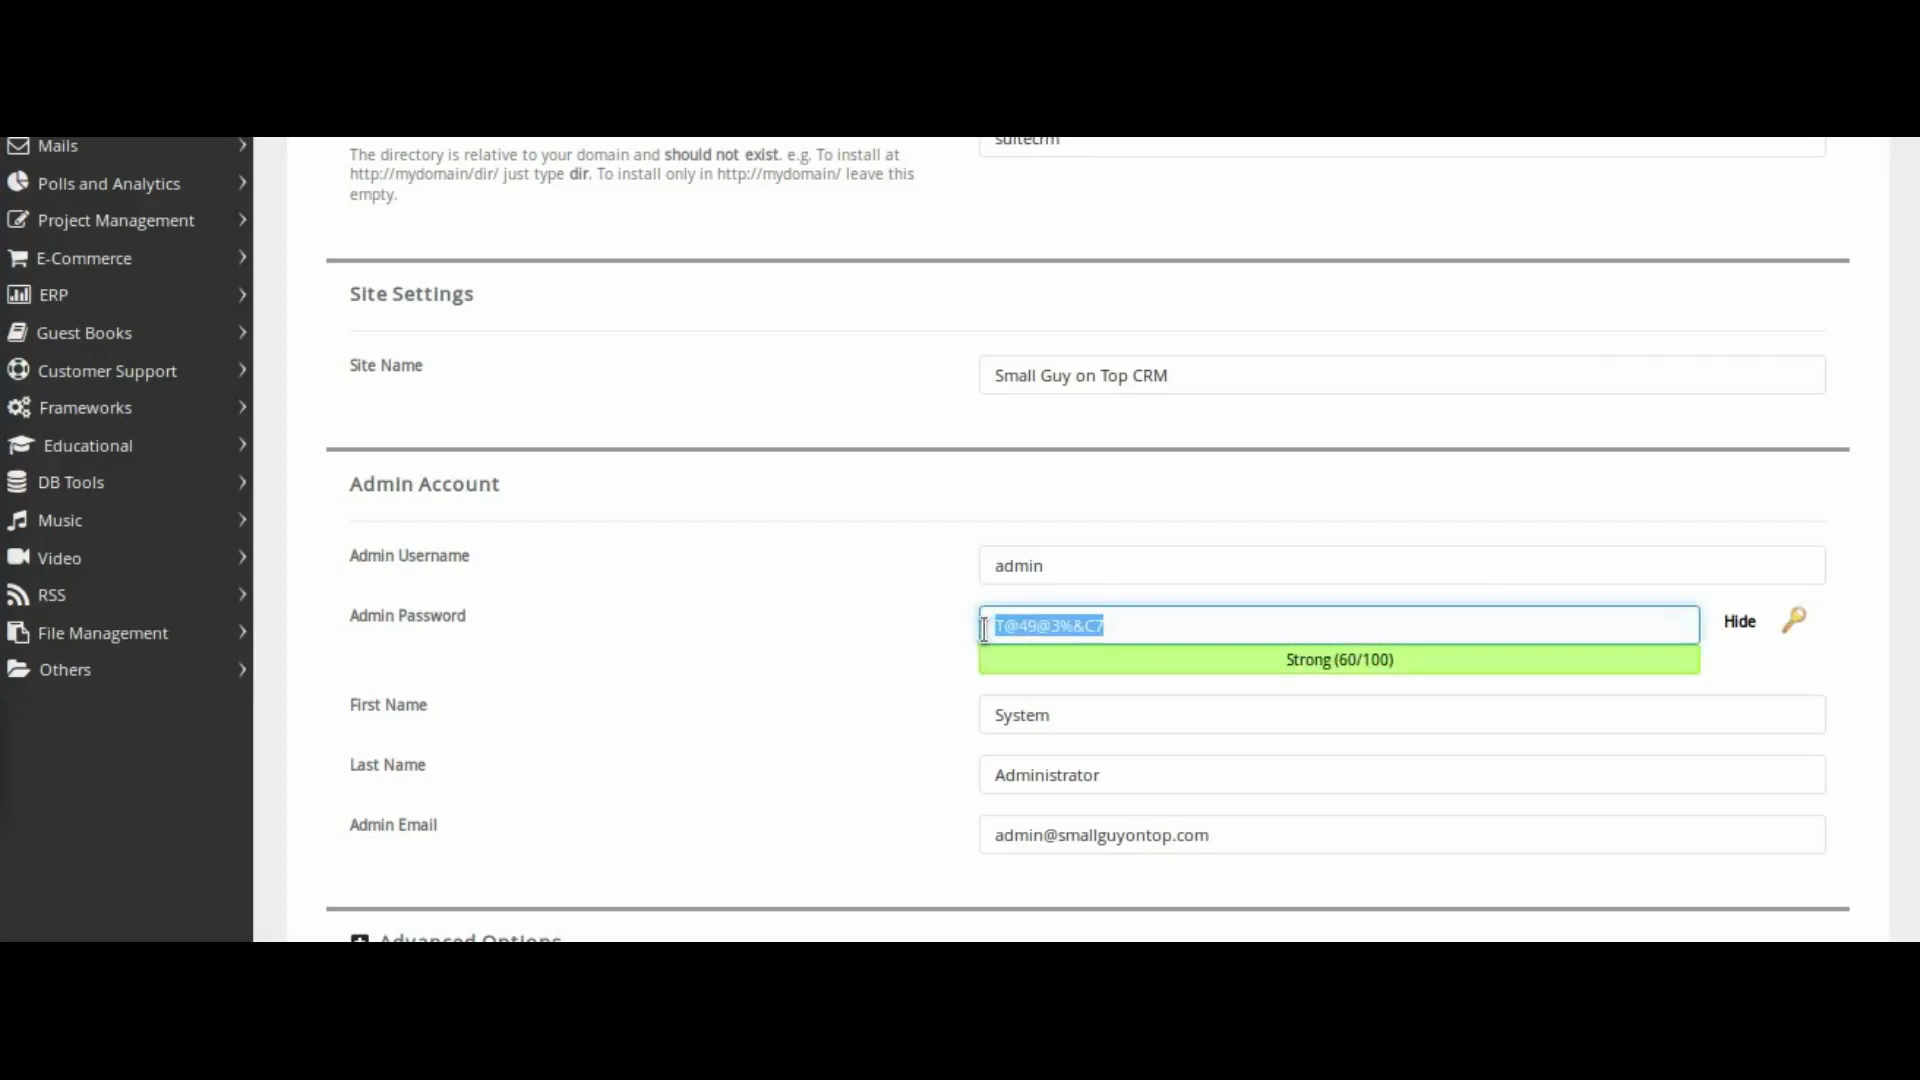 Mails
Polls and Analytics
Project Management
E-Commerce
ERP
Guest Books
Customer Support
Frameworks
Educational
DB Tools
Music
Video
RSS
File Management
Others
suitecrm
The directory is relative to your domain and should not exist. e.g. To install at
http://mydomain/dir/ just type dir. To install only in http://mydomain/ leave this
empty.
Site Settings
Site Name
Small Guy on Top CRM
Admin Account
Admin Username
admin
Admin Password
T@49@3%&C7
Hide
Strong (60/100)
First Name
System
Last Name
Administrator
Admin Email
admin@smallguyontop.com
Advanced Options